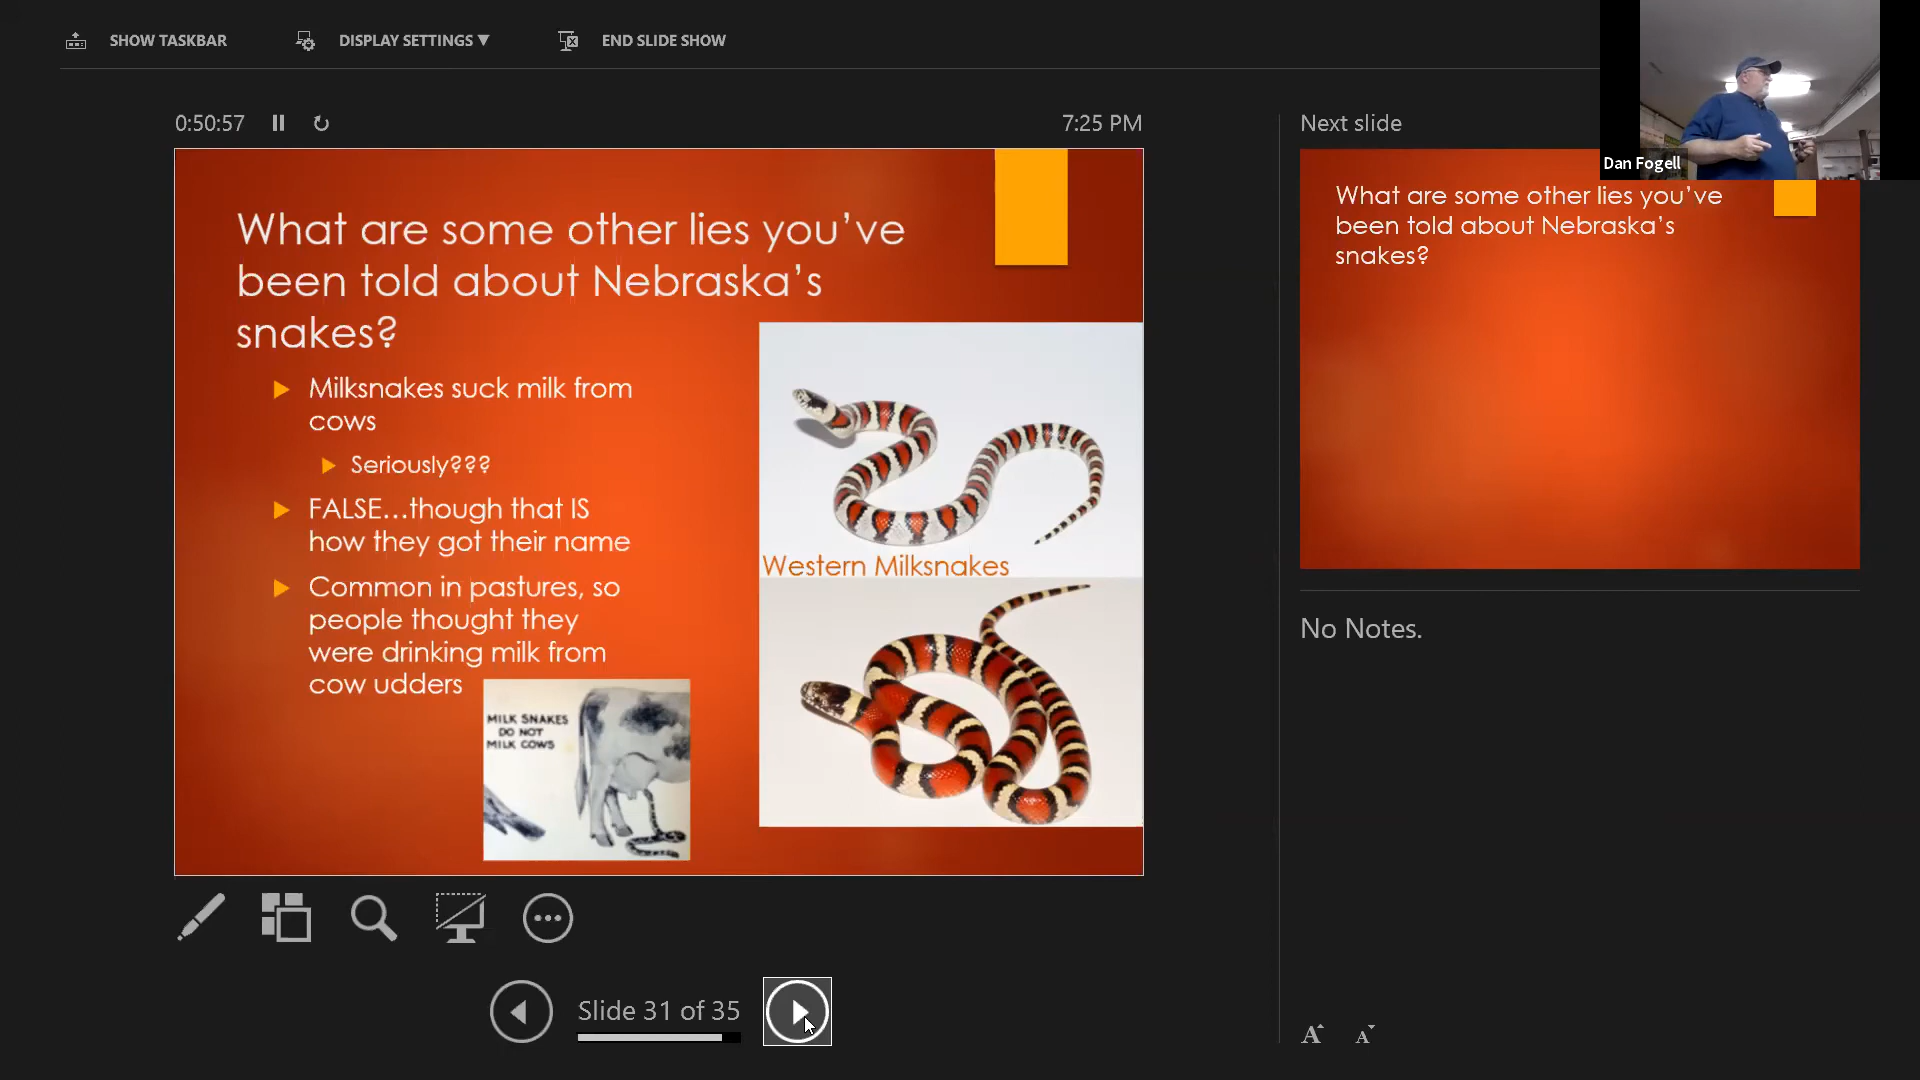 SHOW TASKBAR
DISPLAY SETTINGS ▼
END SLIDE SHOW
Dan Fogell
0:50:57
7:25 PM
Next slide
What are some other lies you’ve
been told about Nebraska’s
snakes?
Milksnakes suck milk from
cows
Seriously???
FALSE...though that IS
how they got their name
Common in pastures, so
people thought they
were drinking milk from
cow udders
Western Milksnakes
MILK SNAKES
DO NOT
MILK COWS
What are some other lies you’ve
been told about Nebraska’s
snakes?
No Notes.
Slide 31 of 35
A A